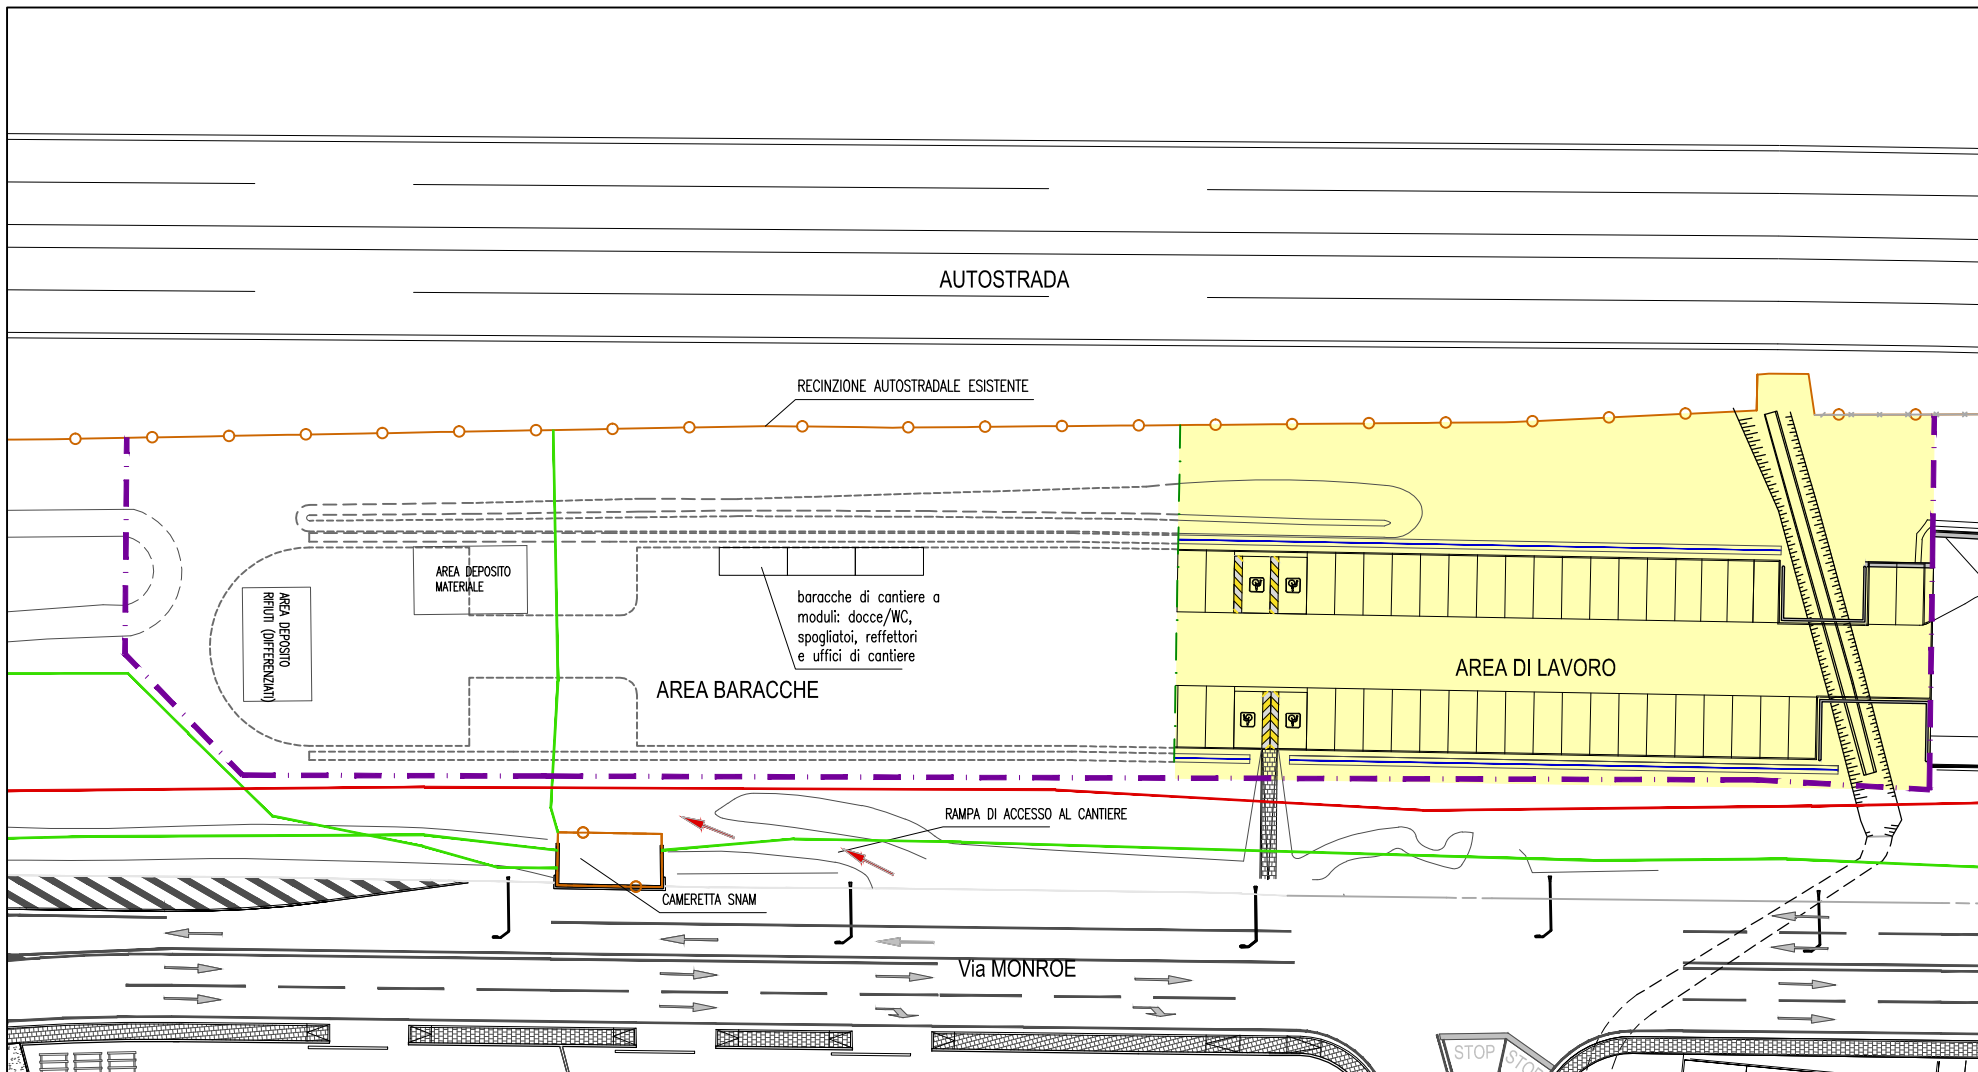 AUTOSTRADA
RECINZIONE AUTOSTRADALE ESISTENTE
AREA DEPOSITO
MATERIALE
AREA DEPOSITO
RIFIUTI (DIFFERENZIATI)
baracche di cantiere a
moduli: docce/WC,
spogliatoi, reffettori
e uffici di cantiere
AREA BARACCHE
AREA DI LAVORO
RAMPA DI ACCESSO AL CANTIERE
CAMERETTA SNAM
Via MONROE
STOP
STOP